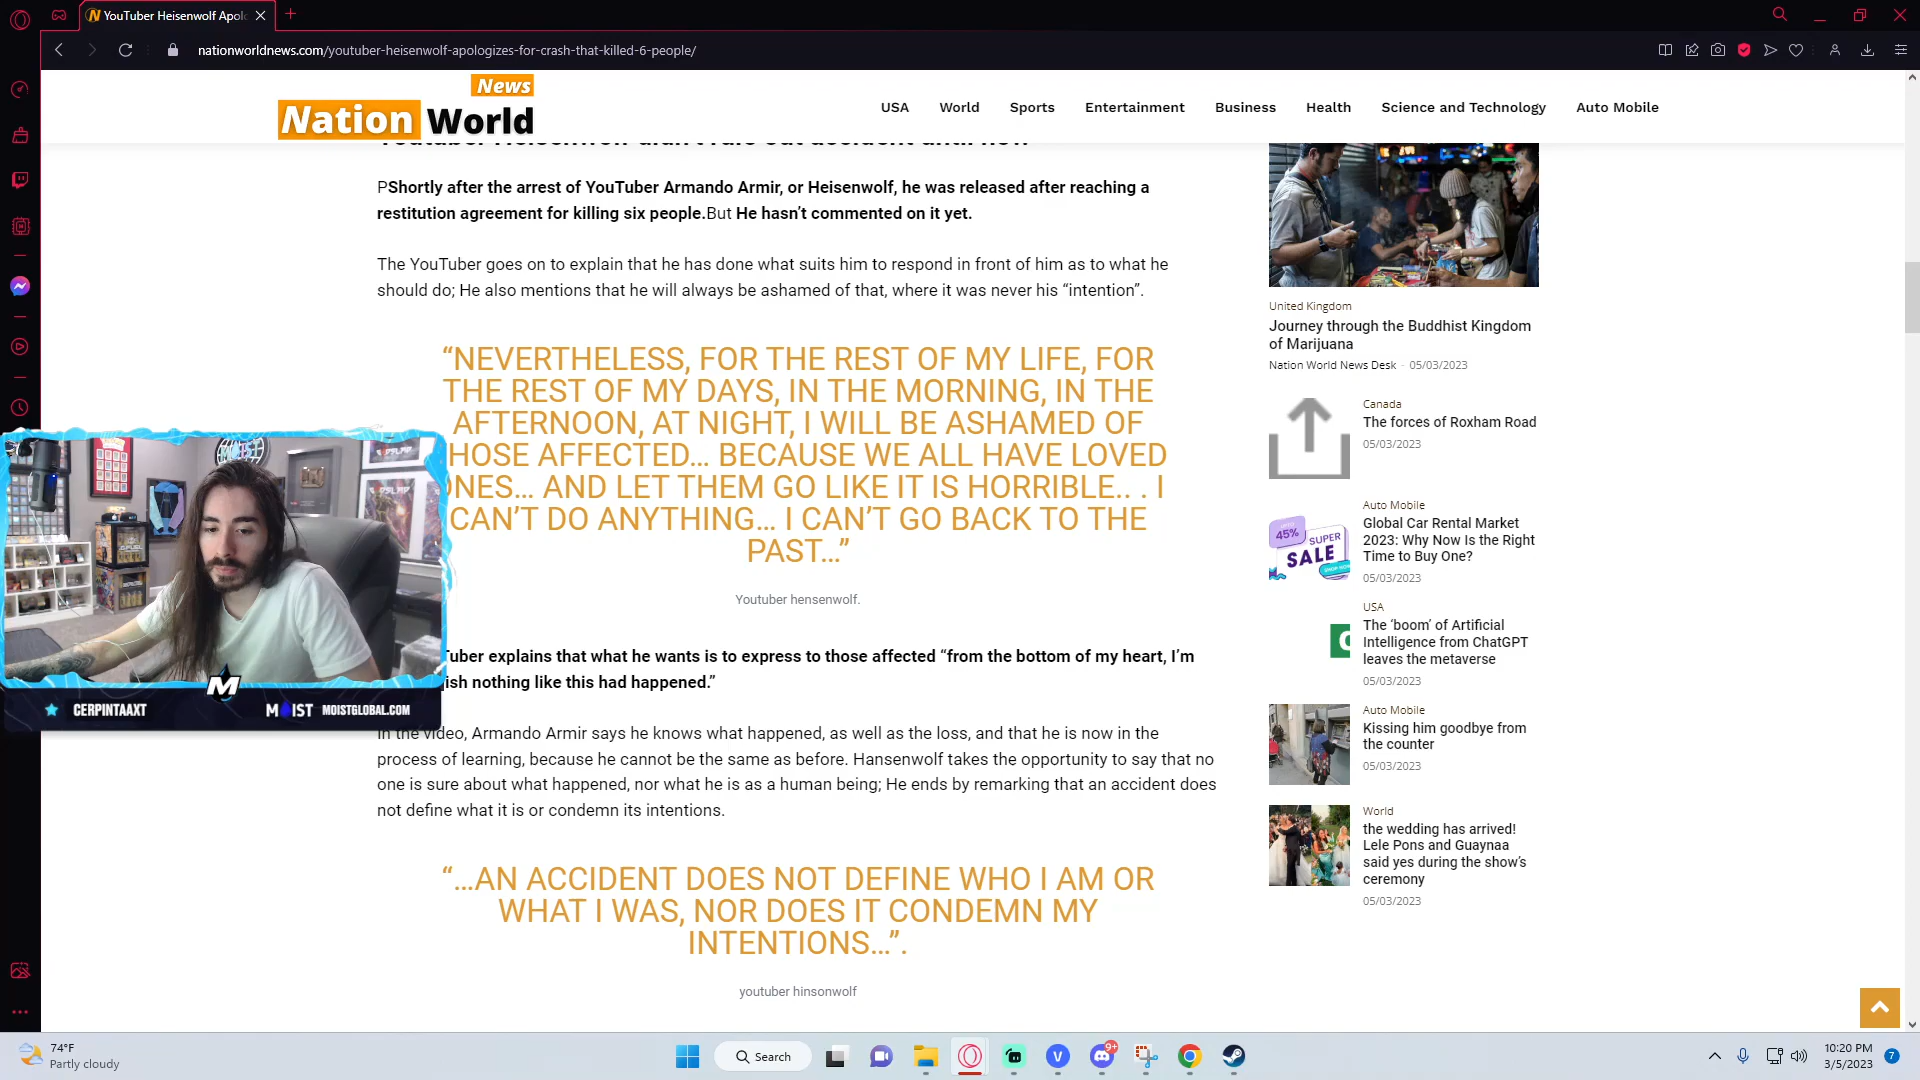 YouTuber Heisenwolf Apol
nationworldnews.com/youtuber-heisenwolf-apologizes-for-crash-that-killed-6-people/
News
Nation World
USA
World
Sports
Entertainment
Business
Health
Science and Technology
Auto Mobile
PShortly after the arrest of YouTuber Armando Armir, or Heisenwolf, he was released after reaching a
restitution agreement for killing six people.But He hasn’t commented on it yet.
The YouTuber goes on to explain that he has done what suits him to respond in front of him as to what he
should do; He also mentions that he will always be ashamed of that, where it was never his “intention”.
“NEVERTHELESS, FOR THE REST OF MY LIFE, FOR
THE REST OF MY DAYS, IN THE MORNING, IN THE
AFTERNOON, AT NIGHT, I WILL BE ASHAMED OF
HOSE AFFECTED… BECAUSE WE ALL HAVE LOVED
ONES… AND LET THEM GO LIKE IT IS HORRIBLE.. . I
CAN’T DO ANYTHING… I CAN’T GO BACK TO THE
PAST…”
Youtuber hensenwolf.
Tuber explains that what he wants is to express to those affected “from the bottom of my heart, I’m
ish nothing like this had happened.”
In the video, Armando Armir says he knows what happened, as well as the loss, and that he is now in the
process of learning, because he cannot be the same as before. Hansenwolf takes the opportunity to say that no
one is sure about what happened, nor what he is as a human being; He ends by remarking that an accident does
not define what it is or condemn its intentions.
“…AN ACCIDENT DOES NOT DEFINE WHO I AM OR
WHAT I WAS, NOR DOES IT CONDEMN MY
INTENTIONS…”.
youtuber hinsonwolf
United Kingdom
Journey through the Buddhist Kingdom
of Marijuana
Nation World News Desk - 05/03/2023
Canada
The forces of Roxham Road
05/03/2023
45%
SUPER
SALE
Auto Mobile
Global Car Rental Market
2023: Why Now Is the Right
Time to Buy One?
05/03/2023
USA
The ‘boom’ of Artificial
Intelligence from ChatGPT
leaves the metaverse
05/03/2023
Auto Mobile
Kissing him goodbye from
the counter
05/03/2023
World
the wedding has arrived!
Lele Pons and Guaynaa
said yes during the show’s
ceremony
05/03/2023
M
CERPINTAAXT
MOIST
MOISTGLOBAL.COM
74°F
Partly cloudy
Search
9+
10:20 PM
3/5/2023
7